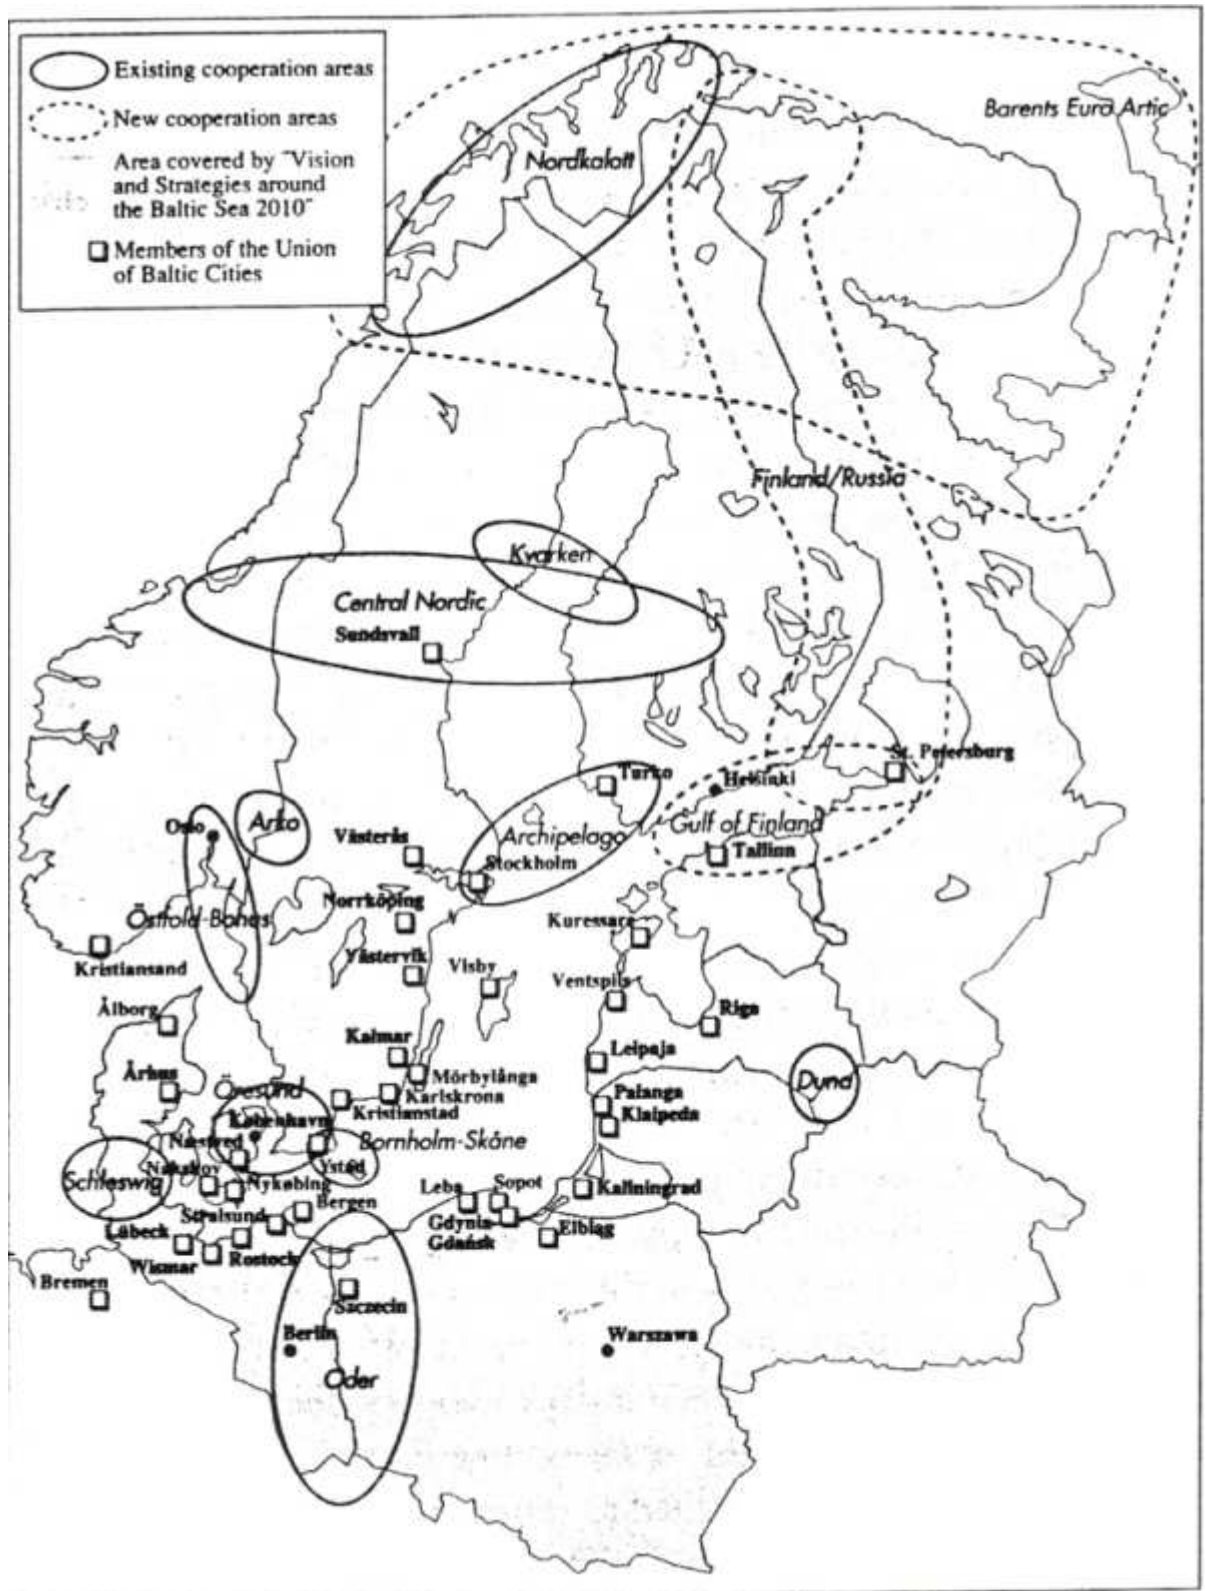 Existing cooperation areas
New cooperation areas
Area covered by "Vision
and Strategies around
the Baltic Sea 2010"
Members of the Union
of Baltic Cities
Barents Euro Artic
Nordkalott
Finland/Russia
Kvarken
Central Nordic
Sundsvall
St. Petersburg
Turko
Helsinki
Oslo
Arko
Archipelago
Gulf of Finland
Västerås
Tallinn
Stockholm
Norrköping
Östfold-Bohus
Kuressare
Kristiansand
Västervik
Visby
Ventspils
Ålborg
Riga
Kalmar
Leipaja
Århus
Mörbylånga
Dund
Öresund
Karlskrona
Palanga
Kristianstad
Klaipeda
København
Næstved
Bornholm-Skåne
Ystad
Schleswig
Nakskov
Nykøbing
Leba
Sopot
Kaliningrad
Bergen
Stralsund
Gdynia
Lübeck
Gdańsk
Elblag
Wismar
Rostock
Bremen
Szczecin
Berlin
Warszawa
Oder